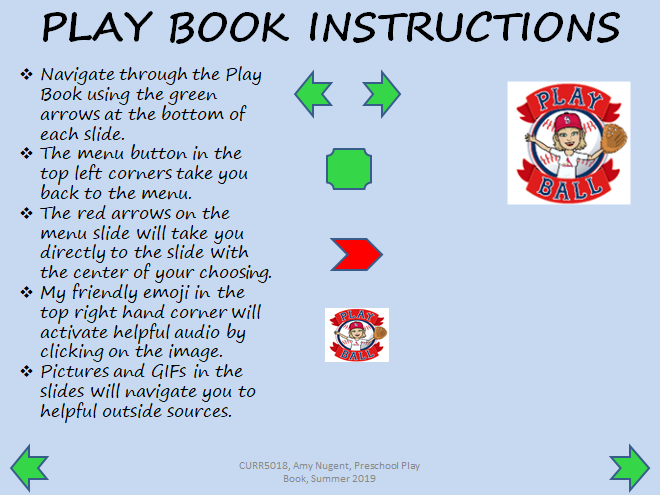 PLAY BOOK INSTRUCTIONS
❖ Navigate through the Play
Book using the green
arrows at the bottom of
each slide.
❖ The menu button in the
top left corners take you
back to the menu.
❖ The red arrows on the
menu slide will take you
directly to the slide with
the center of your choosing.
❖ My friendly emoji in the
top right hand corner will
activate helpful audio by
clicking on the image.
❖ Pictures and GIFs in the
slides will navigate you to
helpful outside sources.
PLAY
BALL
PLAY
BALL
CURR5018, Amy Nugent, Preschool Play
Book, Summer 2019